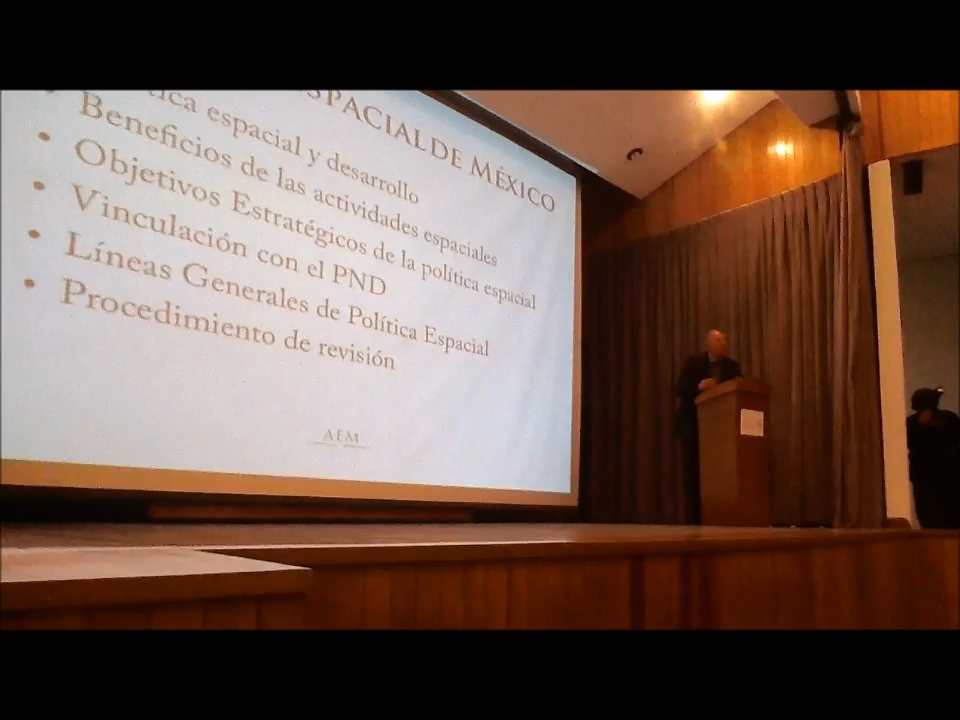 ESPACIAL DE MÉXICO
espacial y desarrollo
• Beneficios de las actividades espaciales
• Objetivos Estratégicos de la política espacial
• Vinculación con el PND
• Líneas Generales de Política Espacial
• Procedimiento de revisión
AEM